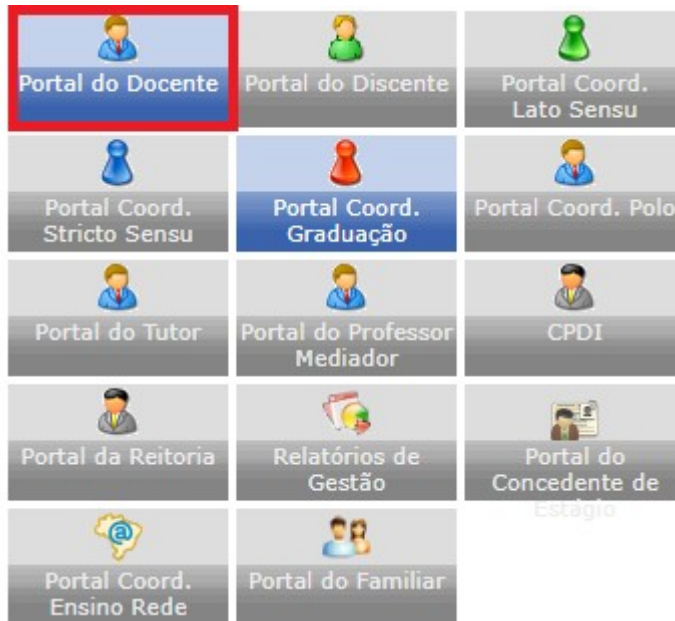 Portal do Docente
Portal do Discente
Portal Coord.
Lato Sensu
Portal Coord.
Stricto Sensu
Portal Coord.
Graduação
Portal Coord. Polo
Portal do Tutor
Portal do Professor
Mediador
CPDI
Portal da Reitoria
Relatórios de
Gestão
Portal do
Concedente de
Estágio
Portal Coord.
Ensino Rede
Portal do Familiar